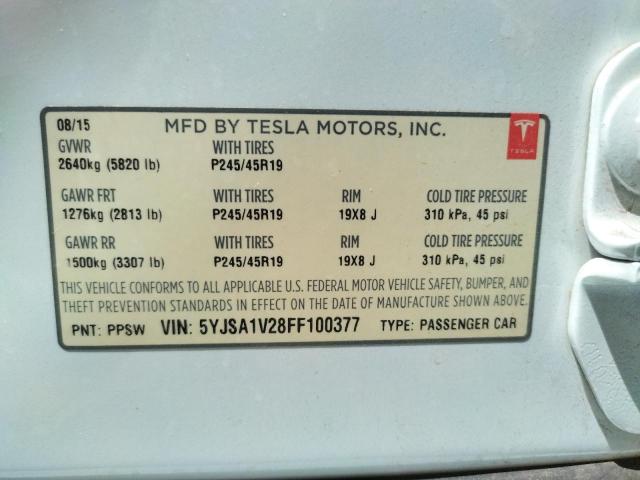 08/15 MFD BY TESLA MOTORS, INC.
TESLA
GVWR WITH TIRES
2640kg (5820 lb) P245/45R19
GAWR FRT WITH TIRES RIM COLD TIRE PRESSURE
1276kg (2813 lb) P245/45R19 19X8 J 310 kPa, 45 psi
GAWR RR WITH TIRES RIM COLD TIRE PRESSURE
1500kg (3307 lb) P245/45R19 19X8 J 310 kPa, 45 psi
THIS VEHICLE CONFORMS TO ALL APPLICABLE U.S. FEDERAL MOTOR VEHICLE SAFETY, BUMPER, AND
THEFT PREVENTION STANDARDS IN EFFECT ON THE DATE OF MANUFACTURE SHOWN ABOVE.
PNT: PPSW VIN: 5YJSA1V28FF100377 TYPE: PASSENGER CAR